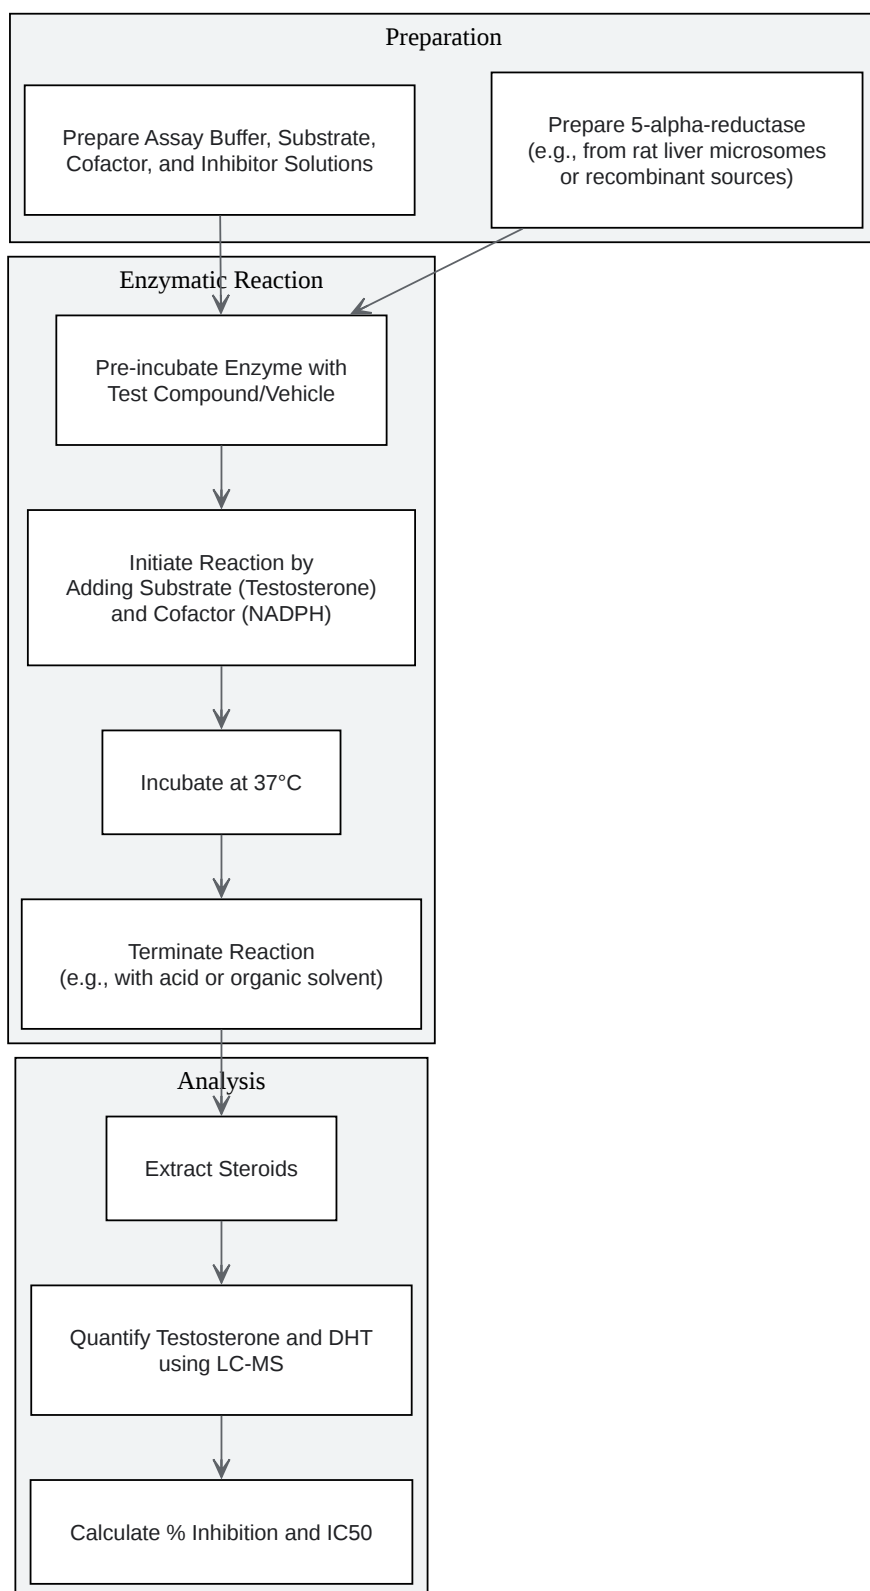 Preparation
Prepare Assay Buffer, Substrate,
Cofactor, and Inhibitor Solutions
Prepare 5-alpha-reductase
(e.g., from rat liver microsomes
or recombinant sources)
Enzymatic Reaction
Pre-incubate Enzyme with
Test Compound/Vehicle
Initiate Reaction by
Adding Substrate (Testosterone)
and Cofactor (NADPH)
Incubate at 37°C
Terminate Reaction
(e.g., with acid or organic solvent)
Analysis
Extract Steroids
Quantify Testosterone and DHT
using LC-MS
Calculate % Inhibition and IC50